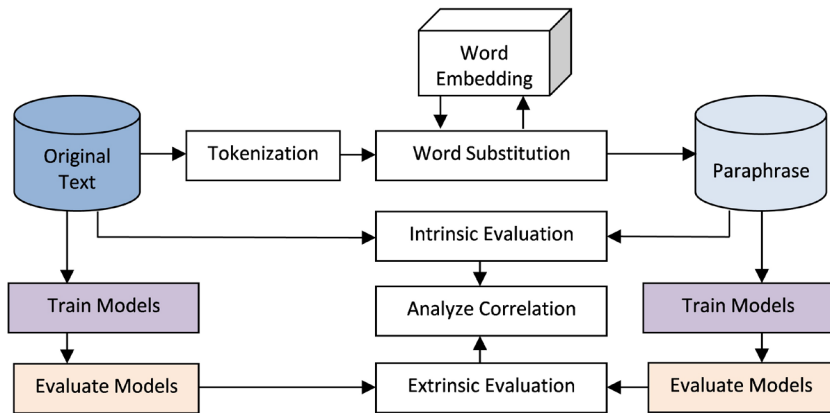 Word
Embedding
Original
Text
Tokenization
Word Substitution
Paraphrase
Intrinsic Evaluation
Train Models
Analyze Correlation
Train Models
Evaluate Models
Extrinsic Evaluation
Evaluate Models